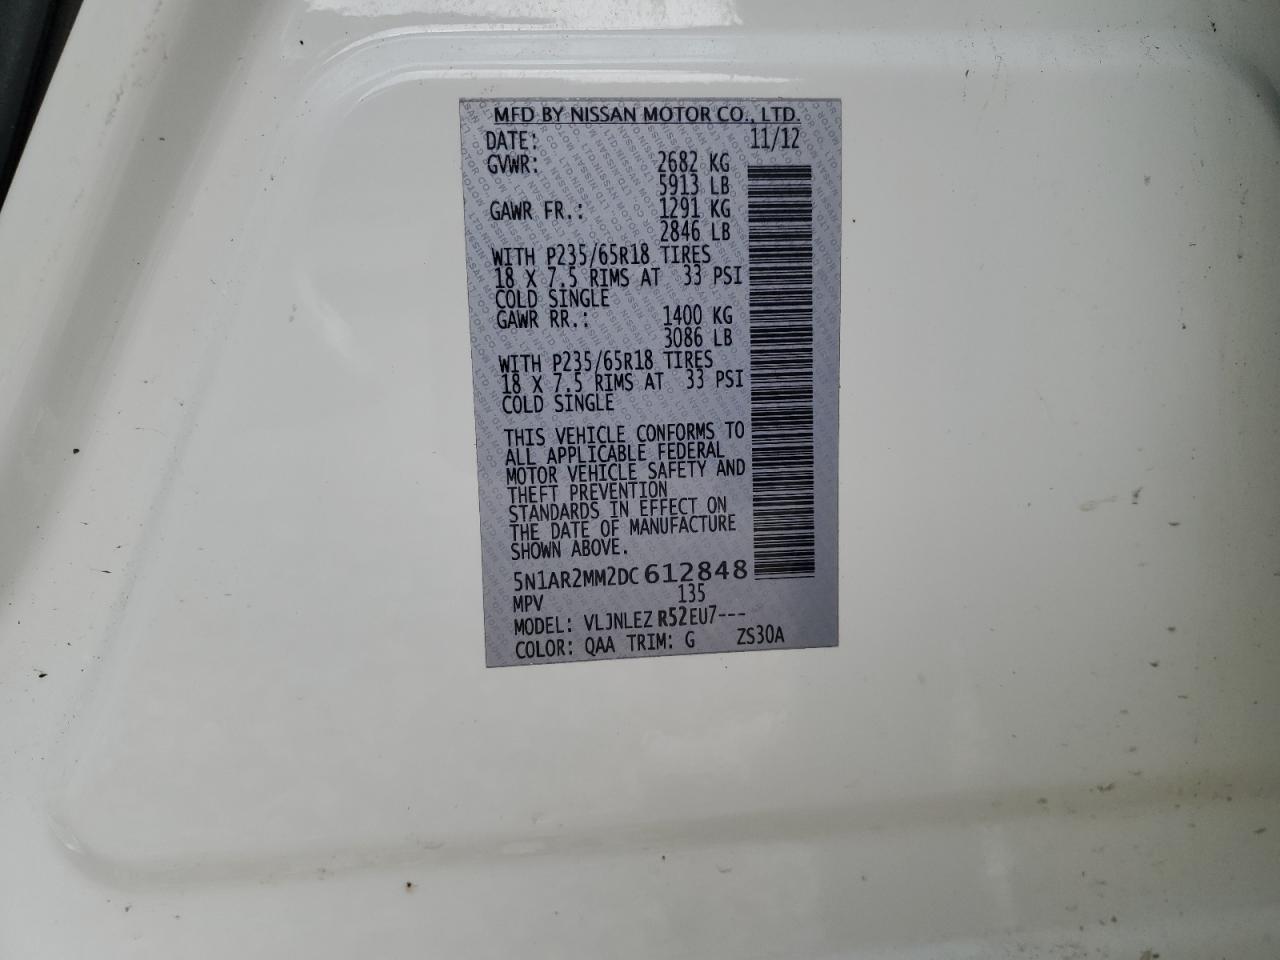 MFD BY NISSAN MOTOR CO., LTD.
DATE: 11/12
GVWR: 2682 KG
5913 LB
GAWR FR.: 1291 KG
2846 LB
WITH P235/65R18 TIRES
18 X 7.5 RIMS AT 33 PSI
COLD SINGLE
GAWR RR.: 1400 KG
3086 LB
WITH P235/65R18 TIRES
18 X 7.5 RIMS AT 33 PSI
COLD SINGLE
THIS VEHICLE CONFORMS TO
ALL APPLICABLE FEDERAL
MOTOR VEHICLE SAFETY AND
THEFT PREVENTION
STANDARDS IN EFFECT ON
THE DATE OF MANUFACTURE
SHOWN ABOVE.
5N1AR2MM2DC612848
MPV 135
MODEL: VLJNLEZ R52EU7---
COLOR: QAA TRIM: G ZS30A